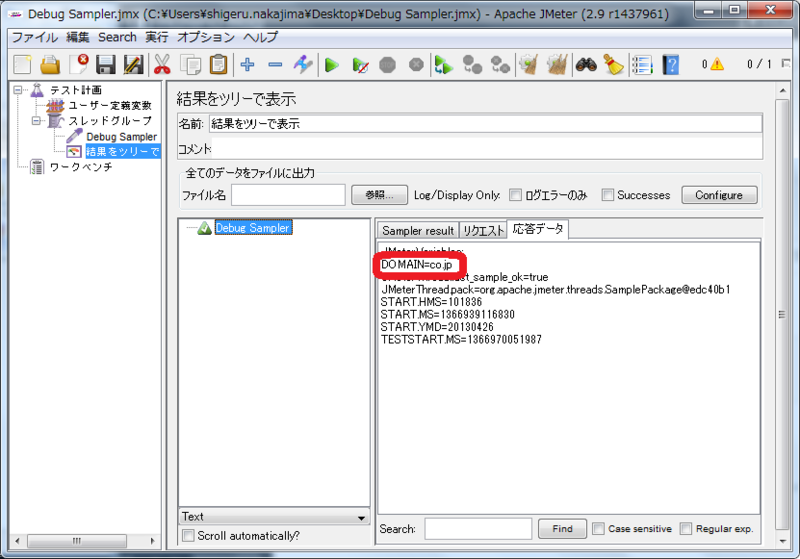 Debug Sampler.jmx (C:¥Users¥shigeru.nakajima¥Desktop¥Debug Sampler.jmx) - Apache JMeter (2.9 r1437961)
ファイル 編集 Search 実行 オプション ヘルプ
0 0 / 1
テスト計画
ユーザー定義変数
スレッドグループ
Debug Sampler
結果をツリーで
ワークベンチ
結果をツリーで表示
名前: 結果をツリーで表示
コメント
全てのデータをファイルに出力
ファイル名 参照... Log/Display Only: ログエラーのみ Successes Configure
Debug Sampler
Sampler result リクエスト 応答データ
DOMAIN=co.jp
st_sample_ok=true
JMeterThread.pack=org.apache.jmeter.threads.SamplePackage@edc40b1
START.HMS=101836
START.MS=1366939116830
START.YMD=20130426
TESTSTART.MS=1366970051987
Text
Scroll automatically?
Search: Find Case sensitive Regular exp.